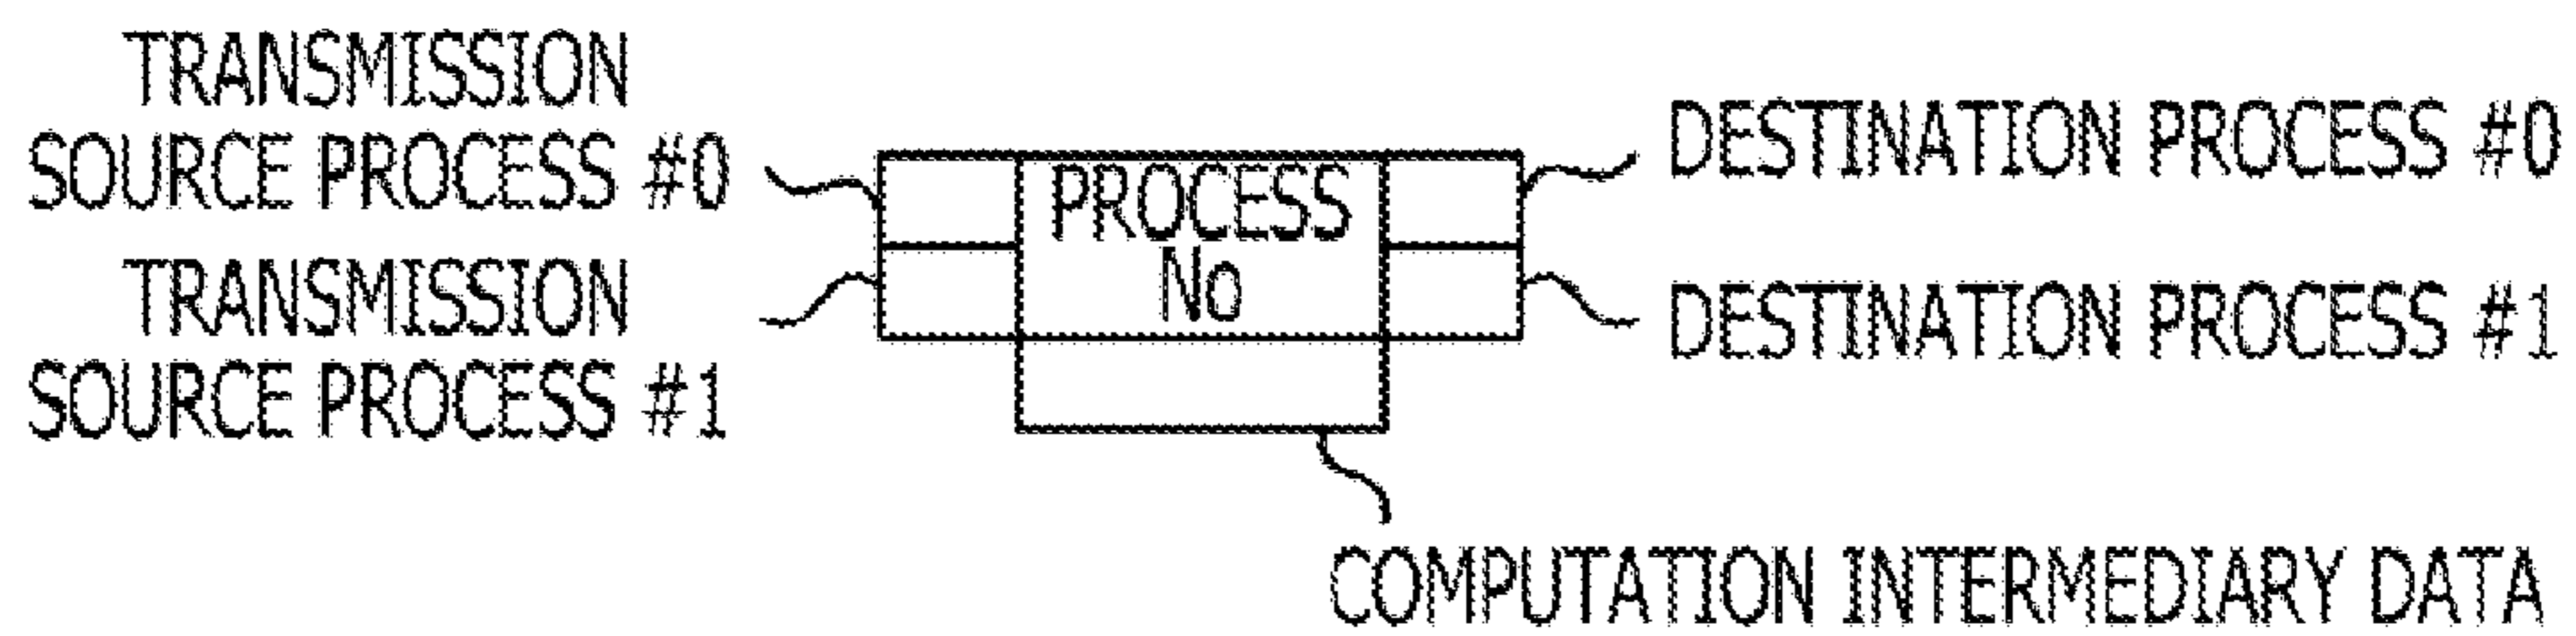 TRANSMISSION
SOURCE PROCESS #0
TRANSMISSION
SOURCE PROCESS #1
PROCESS
No
DESTINATION PROCESS #0
DESTINATION PROCESS #1
COMPUTATION INTERMEDIARY DATA